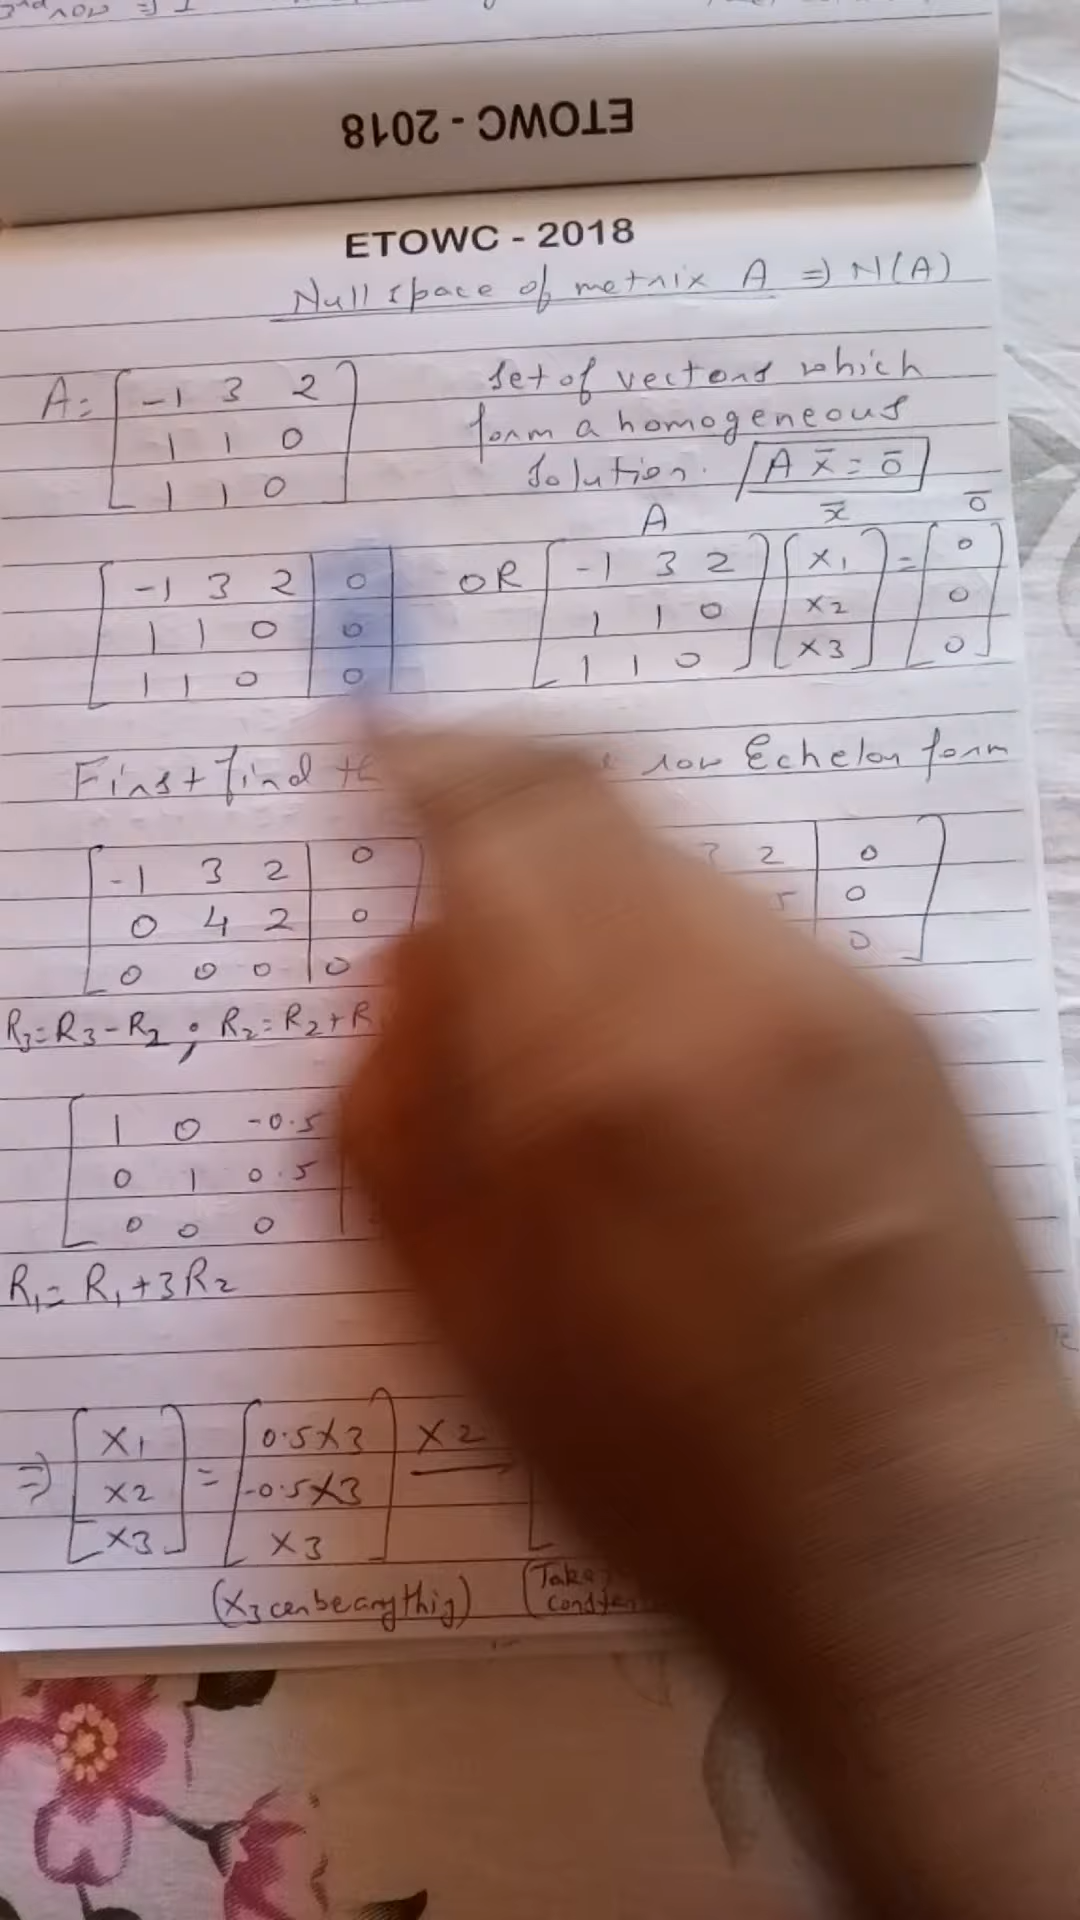 ETOWC - 2018
ETOWC - 2018
Null space of metrix A => N(A)
A = [ -1 3 2
1 1 0
1 1 0 ]
set of vectors which
form a homogeneous
solution. A x̄ = ō
[ -1 3 2 | 0
1 1 0 | 0
1 1 0 | 0 ]
OR
A x̄ ō
[ -1 3 2 ] [ x1 ] = [ 0 ]
[ 1 1 0 ] [ x2 ] [ 0 ]
[ 1 1 0 ] [ x3 ] [ 0 ]
First find row Echelon form
[ -1 3 2 | 0
0 4 2 | 0
0 0 0 | 0
2 | 0
5 | 0
0 ]
R3=R3-R2 ; R2=R2+R
[ 1 0 -0.5
0 1 0.5
0 0 0
R1= R1+3R2
=> [ x1 ] = [ 0.5x3 ] x2
[ x2 ] [ -0.5x3 ]
[ x3 ] [ x3 ]
(x3 can be anythig) (Take